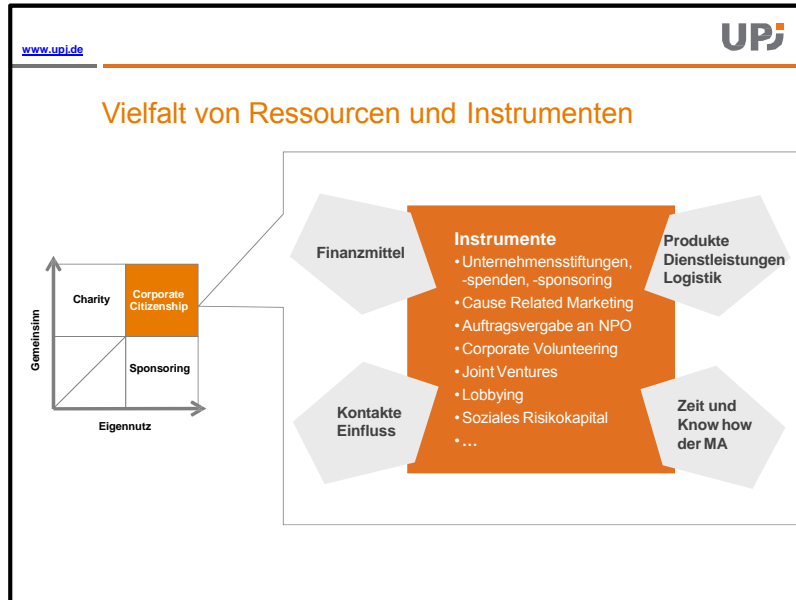 www.upj.de
UPj
Vielfalt von Ressourcen und Instrumenten
Gemeinsinn
Charity
Corporate
Citizenship
Sponsoring
Eigennutz
Finanzmittel
Kontakte
Einfluss
Instrumente
• Unternehmensstiftungen,
-spenden, -sponsoring
• Cause Related Marketing
• Auftragsvergabe an NPO
• Corporate Volunteering
• Joint Ventures
• Lobbying
• Soziales Risikokapital
• …
Produkte
Dienstleistungen
Logistik
Zeit und
Know how
der MA